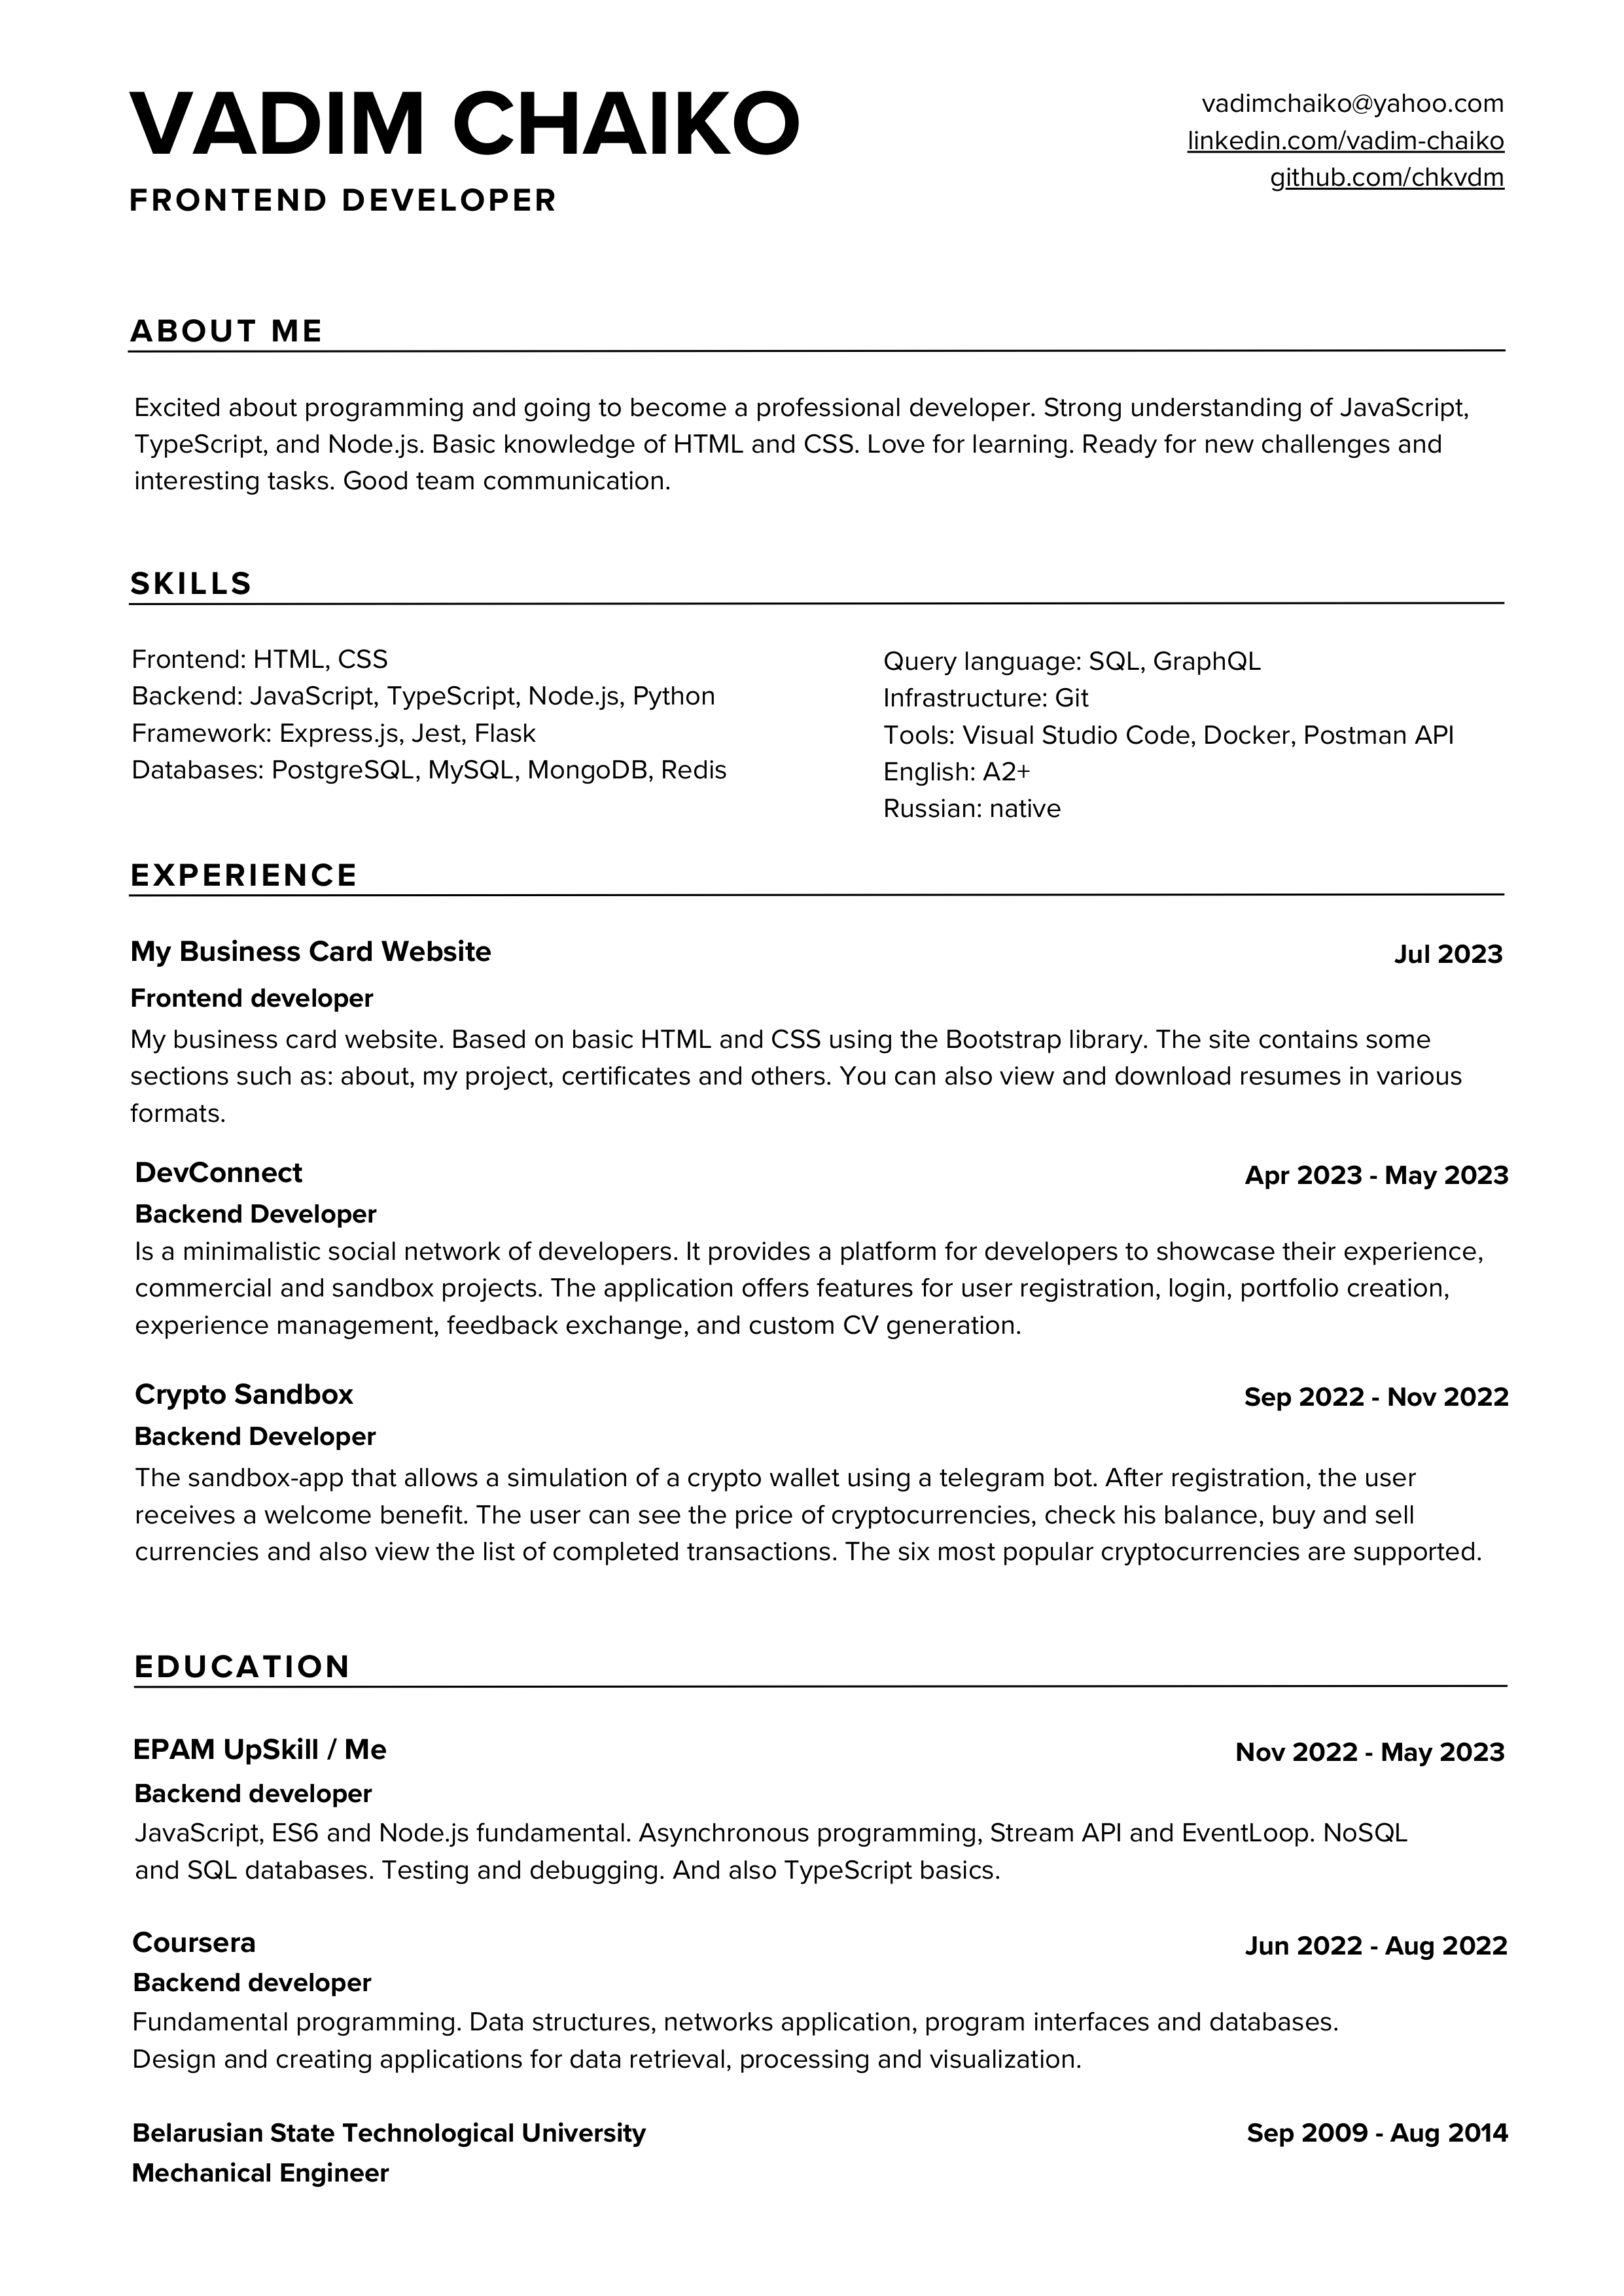 VADIM CHAIKO
FRONTEND DEVELOPER
vadimchaiko@yahoo.com
linkedin.com/vadim-chaiko
github.com/chkvdm
ABOUT ME
Excited about programming and going to become a professional developer. Strong understanding of JavaScript,
TypeScript, and Node.js. Basic knowledge of HTML and CSS. Love for learning. Ready for new challenges and
interesting tasks. Good team communication.
SKILLS
Frontend: HTML, CSS
Backend: JavaScript, TypeScript, Node.js, Python
Framework: Express.js, Jest, Flask
Databases: PostgreSQL, MySQL, MongoDB, Redis
Query language: SQL, GraphQL
Infrastructure: Git
Tools: Visual Studio Code, Docker, Postman API
English: A2+
Russian: native
EXPERIENCE
My Business Card Website
Jul 2023
Frontend developer
My business card website. Based on basic HTML and CSS using the Bootstrap library. The site contains some
sections such as: about, my project, certificates and others. You can also view and download resumes in various
formats.
DevConnect
Apr 2023 - May 2023
Backend Developer
Is a minimalistic social network of developers. It provides a platform for developers to showcase their experience,
commercial and sandbox projects. The application offers features for user registration, login, portfolio creation,
experience management, feedback exchange, and custom CV generation.
Crypto Sandbox
Sep 2022 - Nov 2022
Backend Developer
The sandbox-app that allows a simulation of a crypto wallet using a telegram bot. After registration, the user
receives a welcome benefit. The user can see the price of cryptocurrencies, check his balance, buy and sell
currencies and also view the list of completed transactions. The six most popular cryptocurrencies are supported.
EDUCATION
EPAM UpSkill / Me
Nov 2022 - May 2023
Backend developer
JavaScript, ES6 and Node.js fundamental. Asynchronous programming, Stream API and EventLoop. NoSQL
and SQL databases. Testing and debugging. And also TypeScript basics.
Coursera
Jun 2022 - Aug 2022
Backend developer
Fundamental programming. Data structures, networks application, program interfaces and databases.
Design and creating applications for data retrieval, processing and visualization.
Belarusian State Technological University
Sep 2009 - Aug 2014
Mechanical Engineer